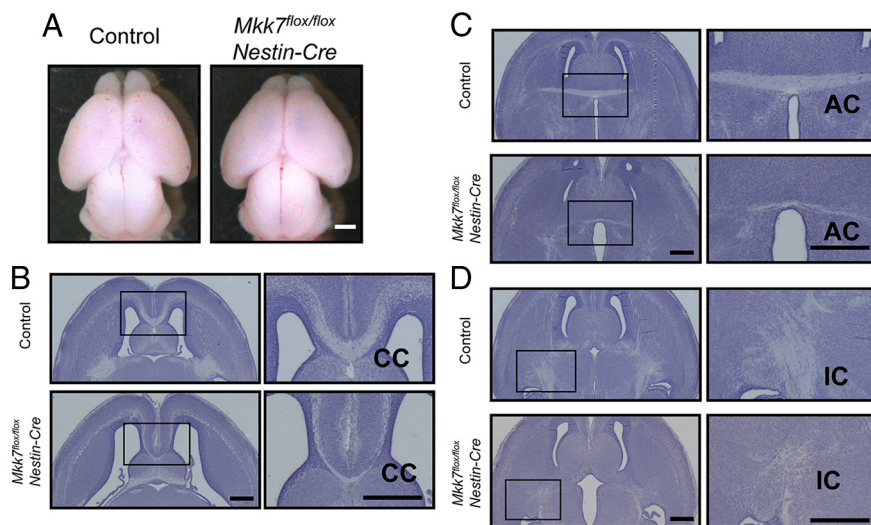 A
Control
Mkk7flox/flox
Nestin-Cre
B
Control
CC
Mkk7flox/flox
Nestin-Cre
CC
C
Control
AC
Mkk7flox/flox
Nestin-Cre
AC
D
Control
IC
Mkk7flox/flox
Nestin-Cre
IC